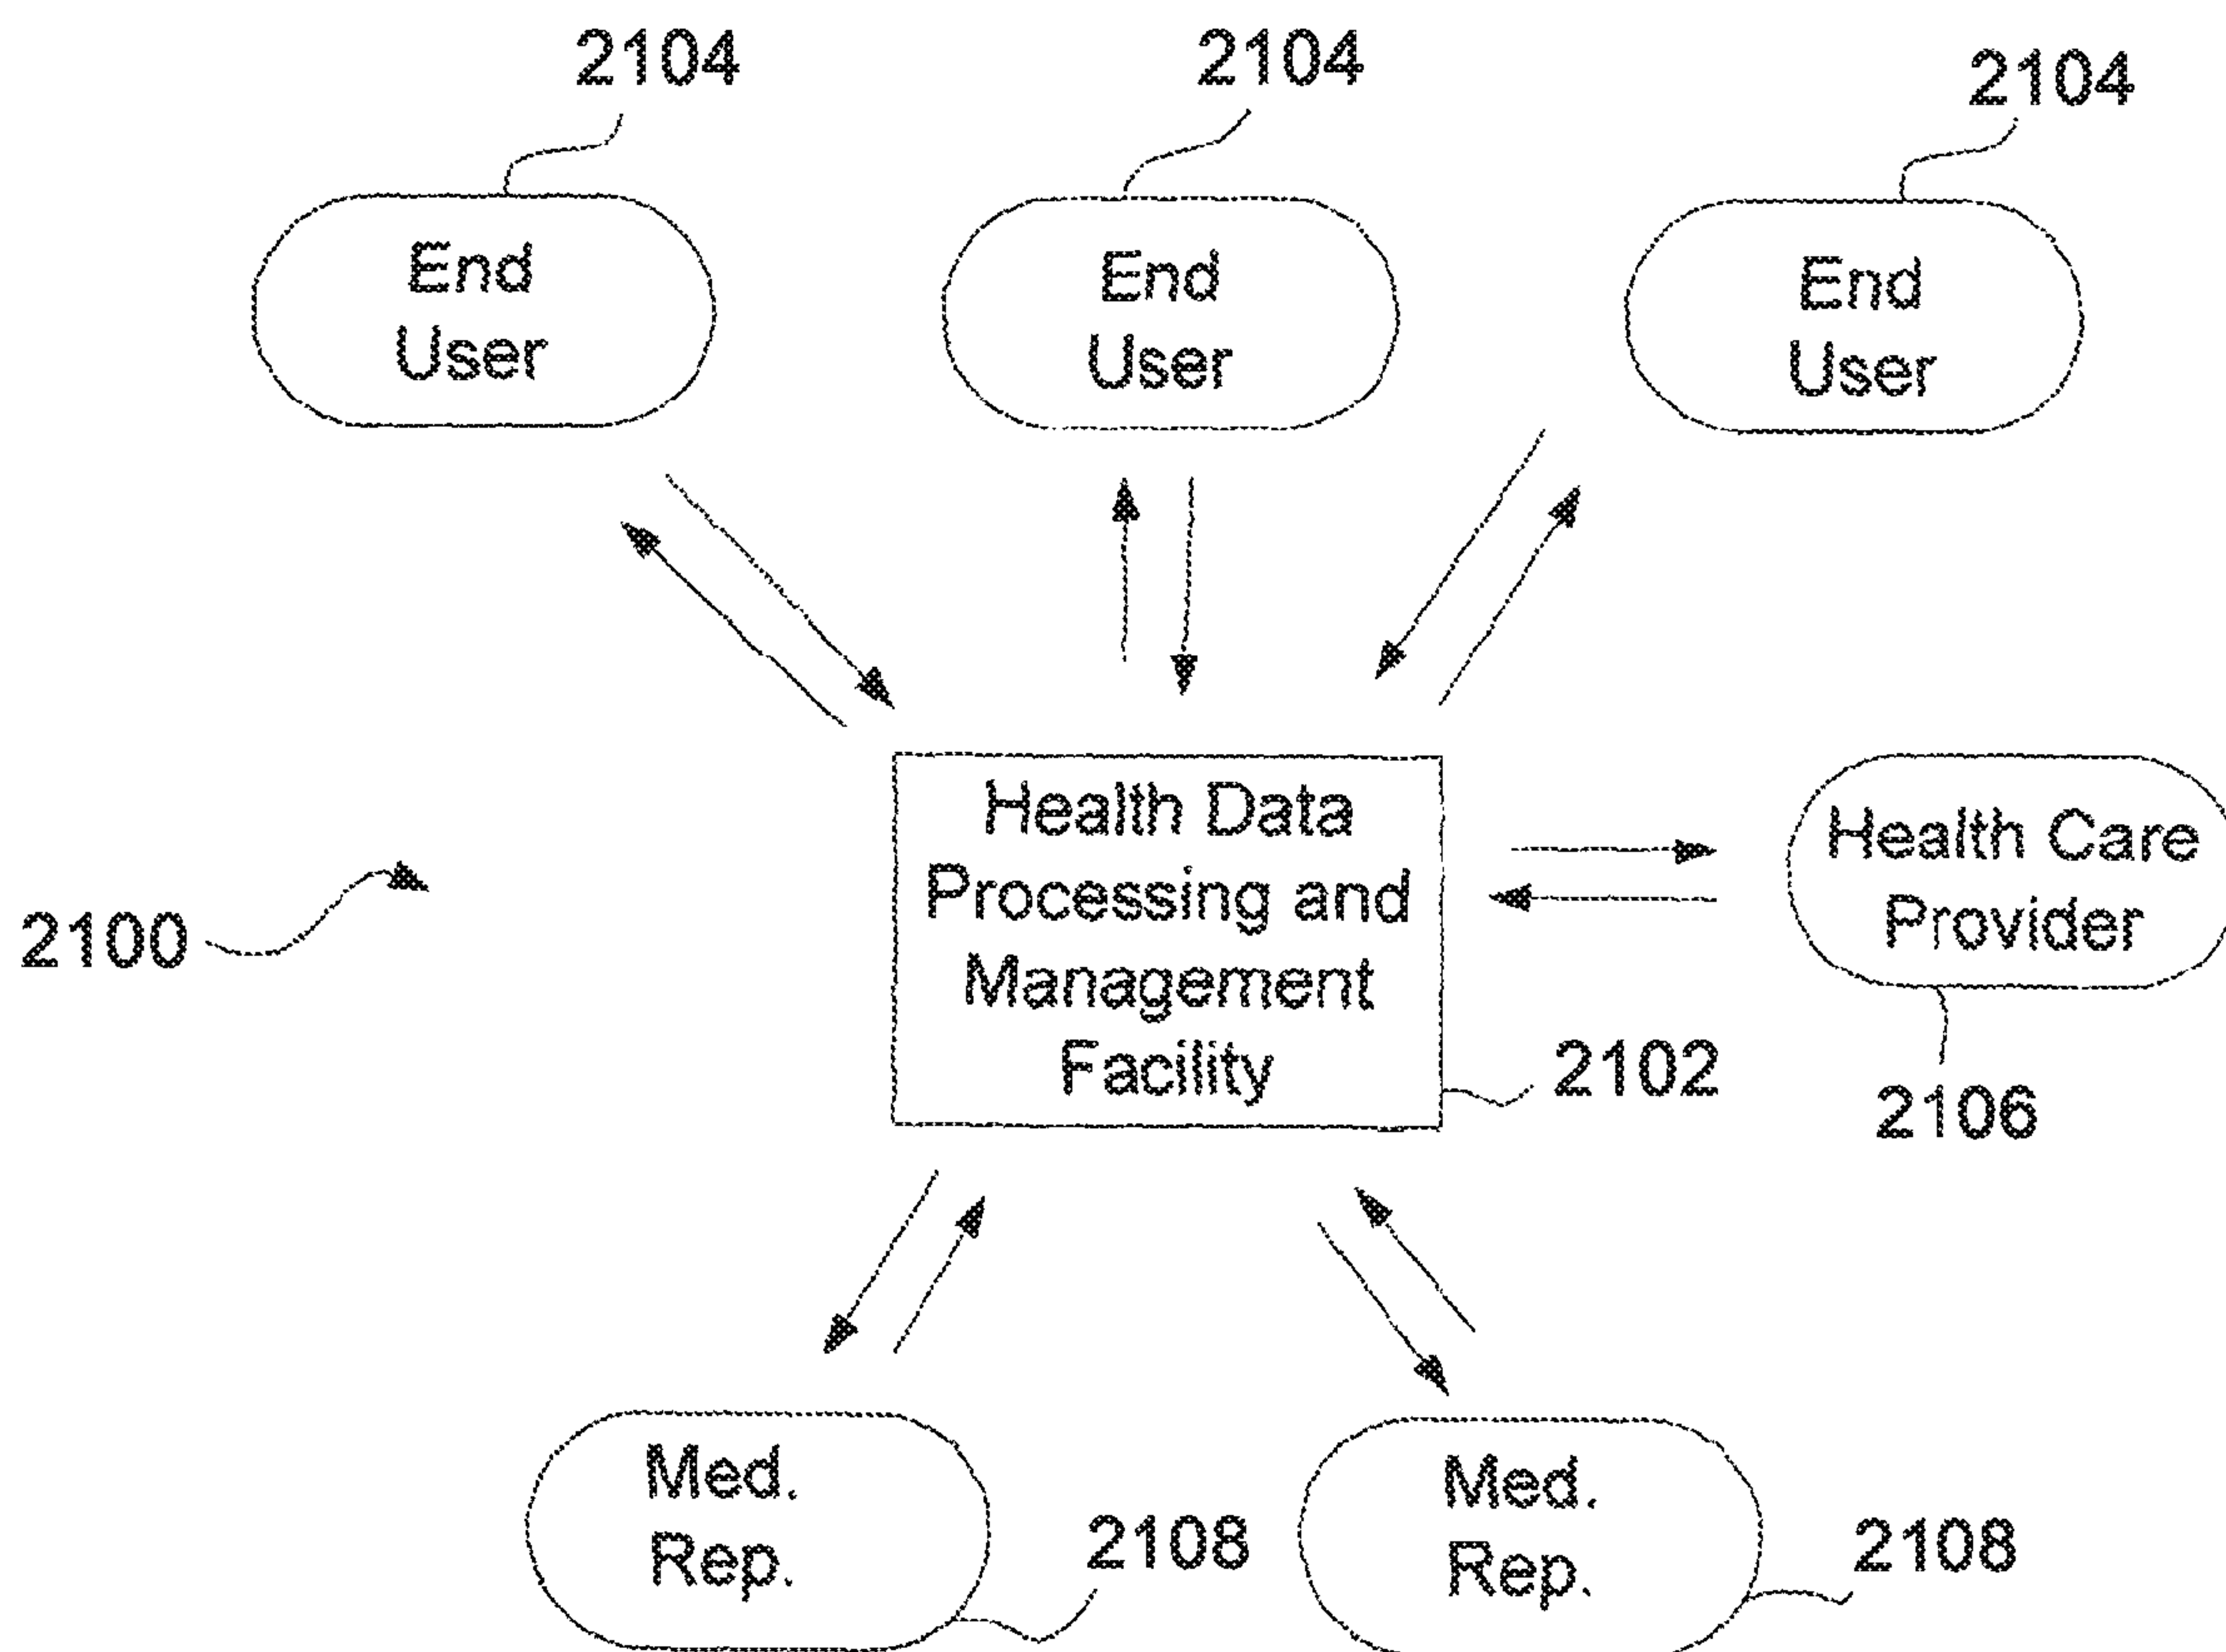 2104
2104
2104
End
User
End
User
End
User
Health Data
Processing and
Management
Facility
Health Care
Provider
2100
2102
2106
Med.
Rep.
2108
Med.
Rep.
2108